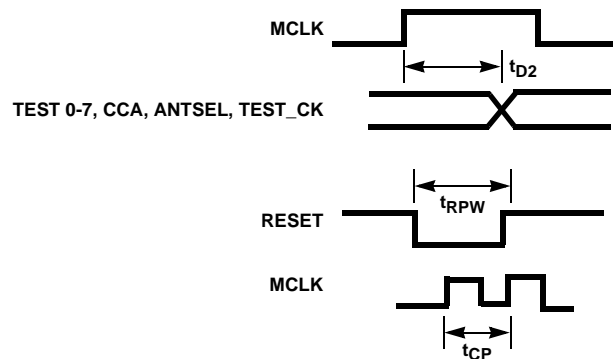 MCLK
tD2
TEST 0-7, CCA, ANTSEL, TEST_CK
tRPW
RESET
MCLK
tCP